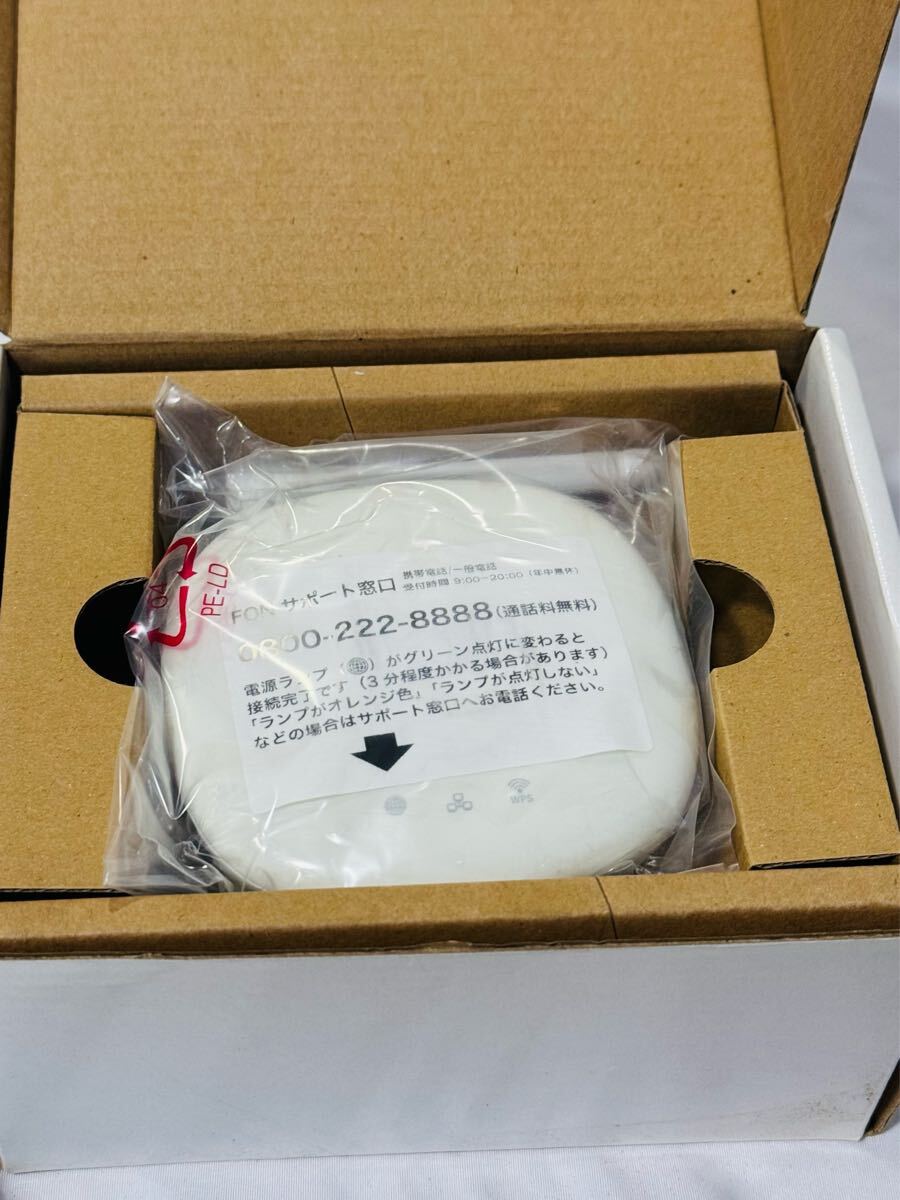 携帯電話/一般電話
FON サポート窓口 受付時間 9:00−20:00（年中無休）
0800-222-8888(通話料無料)
電源ランプ（ ）がグリーン点灯に変わると
接続完了です（3分程度かかる場合があります）
「ランプがオレンジ色」「ランプが点灯しない」
などの場合はサポート窓口へお電話ください。
WPS
04
PE-LD